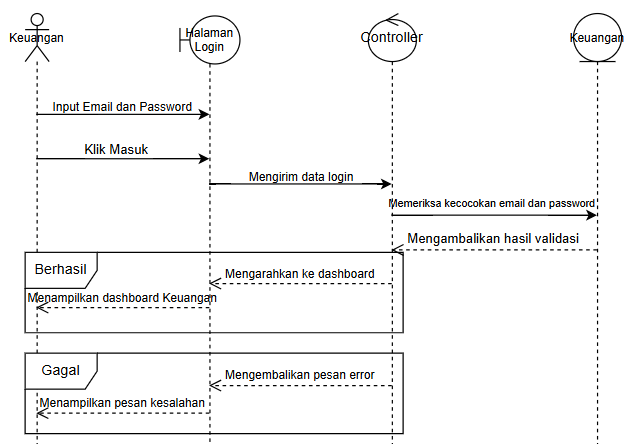 Keuangan
Halaman
Login
Controller
Keuangan
Input Email dan Password
Klik Masuk
Mengirim data login
Memeriksa kecocokan email dan password
Mengambalikan hasil validasi
Berhasil
Mengarahkan ke dashboard
Menampilkan dashboard Keuangan
Gagal
Mengembalikan pesan error
Menampilkan pesan kesalahan